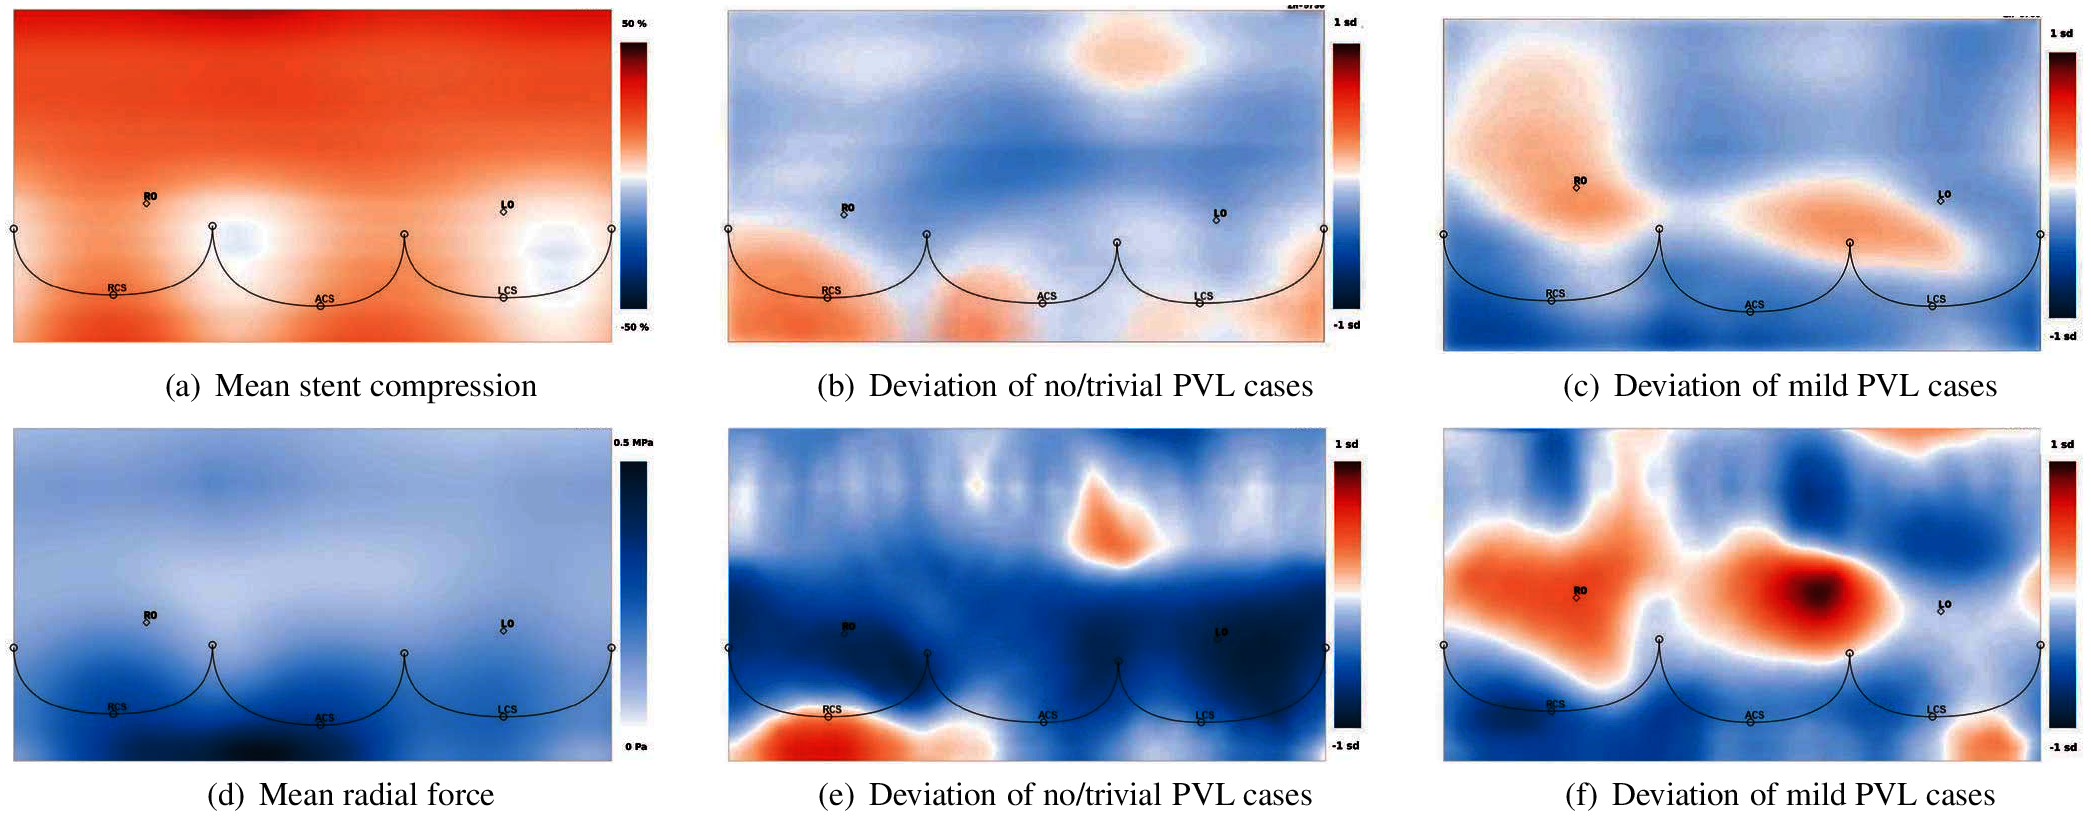 50 %
RO
LO
RCS
ACS
LCS
-50 %
(a) Mean stent compression
1 sd
RO
LO
RCS
ACS
LCS
-1 sd
(b) Deviation of no/trivial PVL cases
1 sd
RO
LO
RCS
ACS
LCS
-1 sd
(c) Deviation of mild PVL cases
0.5 MPa
RO
LO
RCS
ACS
LCS
0 Pa
(d) Mean radial force
1 sd
RO
LO
RCS
ACS
LCS
-1 sd
(e) Deviation of no/trivial PVL cases
1 sd
RO
LO
RCS
ACS
LCS
-1 sd
(f) Deviation of mild PVL cases